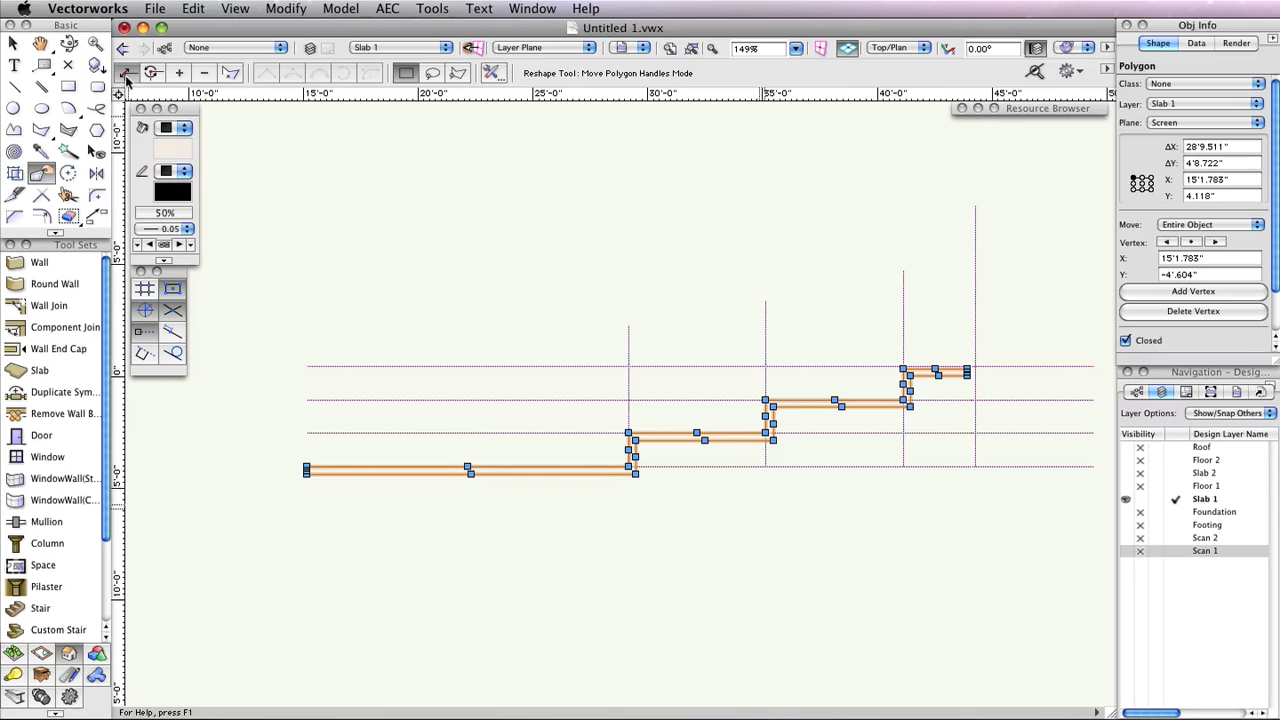 Vectorworks File Edit View Modify Model AEC Tools Text Window Help
Basic
Untitled 1.vwx
Obj Info
None
Slab 1
Layer Plane
149%
Top/Plan
0.00°
Shape Data Render
Reshape Tool: Move Polygon Handles Mode
Polygon
Class: None
Layer: Slab 1
Plane: Screen
ΔX: 28'9.511"
ΔY: 4'8.722"
X: 15'1.783"
Y: 4.118"
Move: Entire Object
Vertex:
X: 15'1.783"
Y: -4'.604"
Add Vertex
Delete Vertex
Closed
10'-0"
15'-0"
20'-0"
25'-0"
30'-0"
35'-0"
40'-0"
45'-0"
Resource Browser
50%
0.05
Tool Sets
Wall
Round Wall
Wall Join
Component Join
Wall End Cap
Slab
Duplicate Sym...
Remove Wall B...
Door
Window
WindowWall(St...
WindowWall(C...
Mullion
Column
Space
Pilaster
Stair
Custom Stair
Navigation – Desig...
Layer Options: Show/Snap Others
Visibility
Design Layer Name
Roof
Floor 2
Slab 2
Floor 1
Slab 1
Foundation
Footing
Scan 2
Scan 1
For Help, press F1